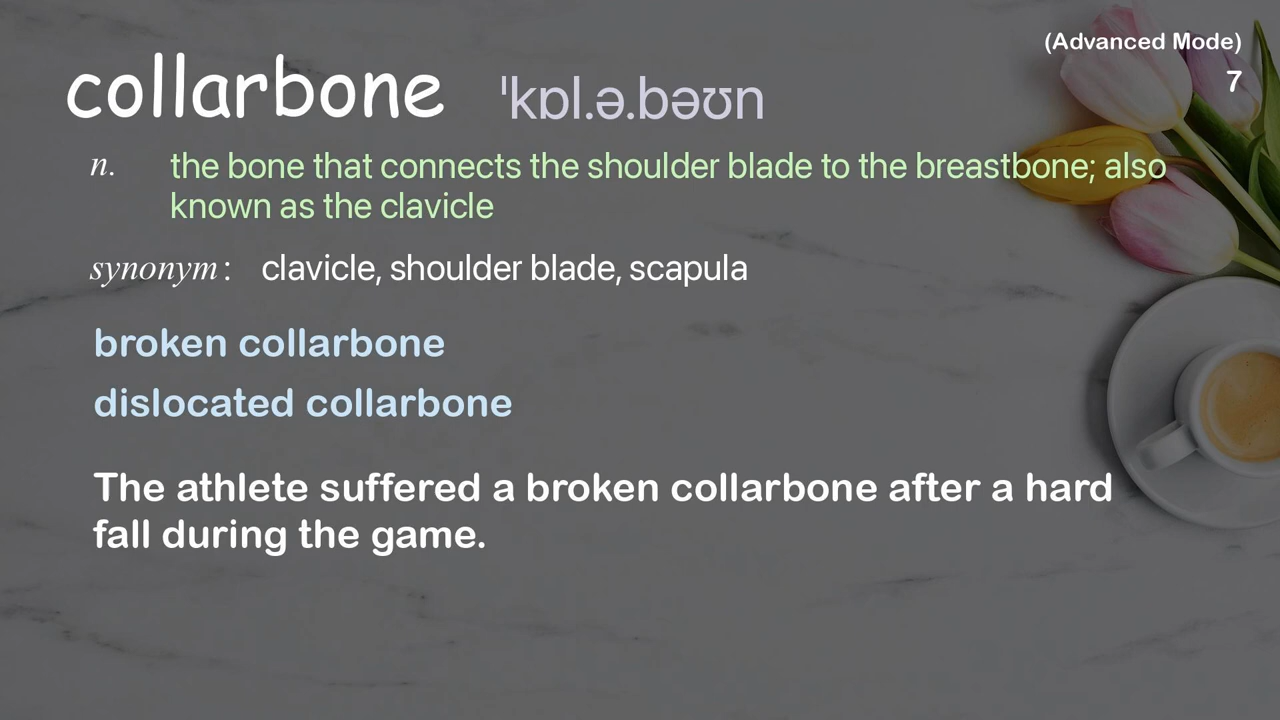 (Advanced Mode)
7
collarbone ˈkɒl.ə.bəʊn
n. the bone that connects the shoulder blade to the breastbone; also
known as the clavicle
synonym : clavicle, shoulder blade, scapula
broken collarbone
dislocated collarbone
The athlete suffered a broken collarbone after a hard
fall during the game.